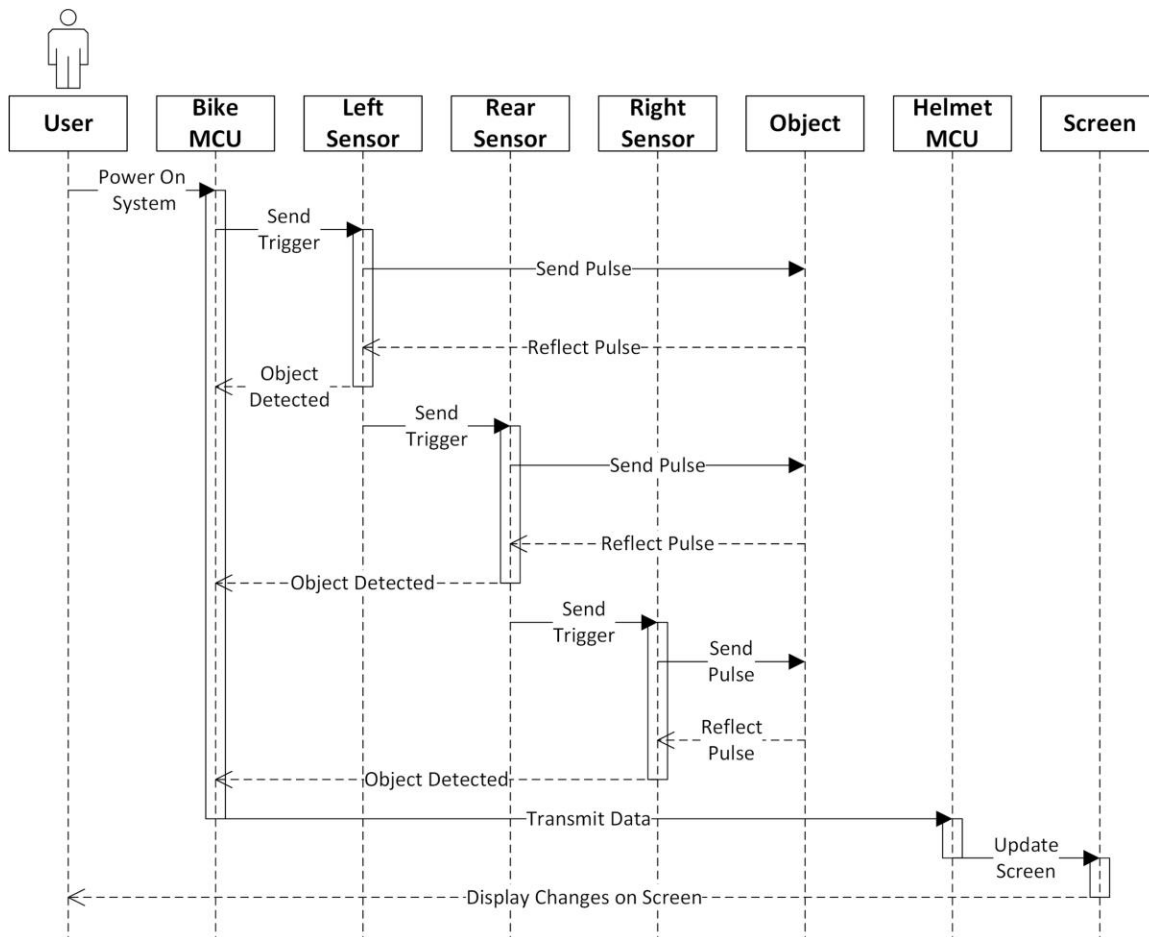 User
Bike
MCU
Left
Sensor
Rear
Sensor
Right
Sensor
Object
Helmet
MCU
Screen
Power On
System
Send
Trigger
Send Pulse
Reflect Pulse
Object
Detected
Send
Trigger
Send Pulse
Reflect Pulse
Object Detected
Send
Trigger
Send
Pulse
Reflect
Pulse
Object Detected
Transmit Data
Update
Screen
Display Changes on Screen